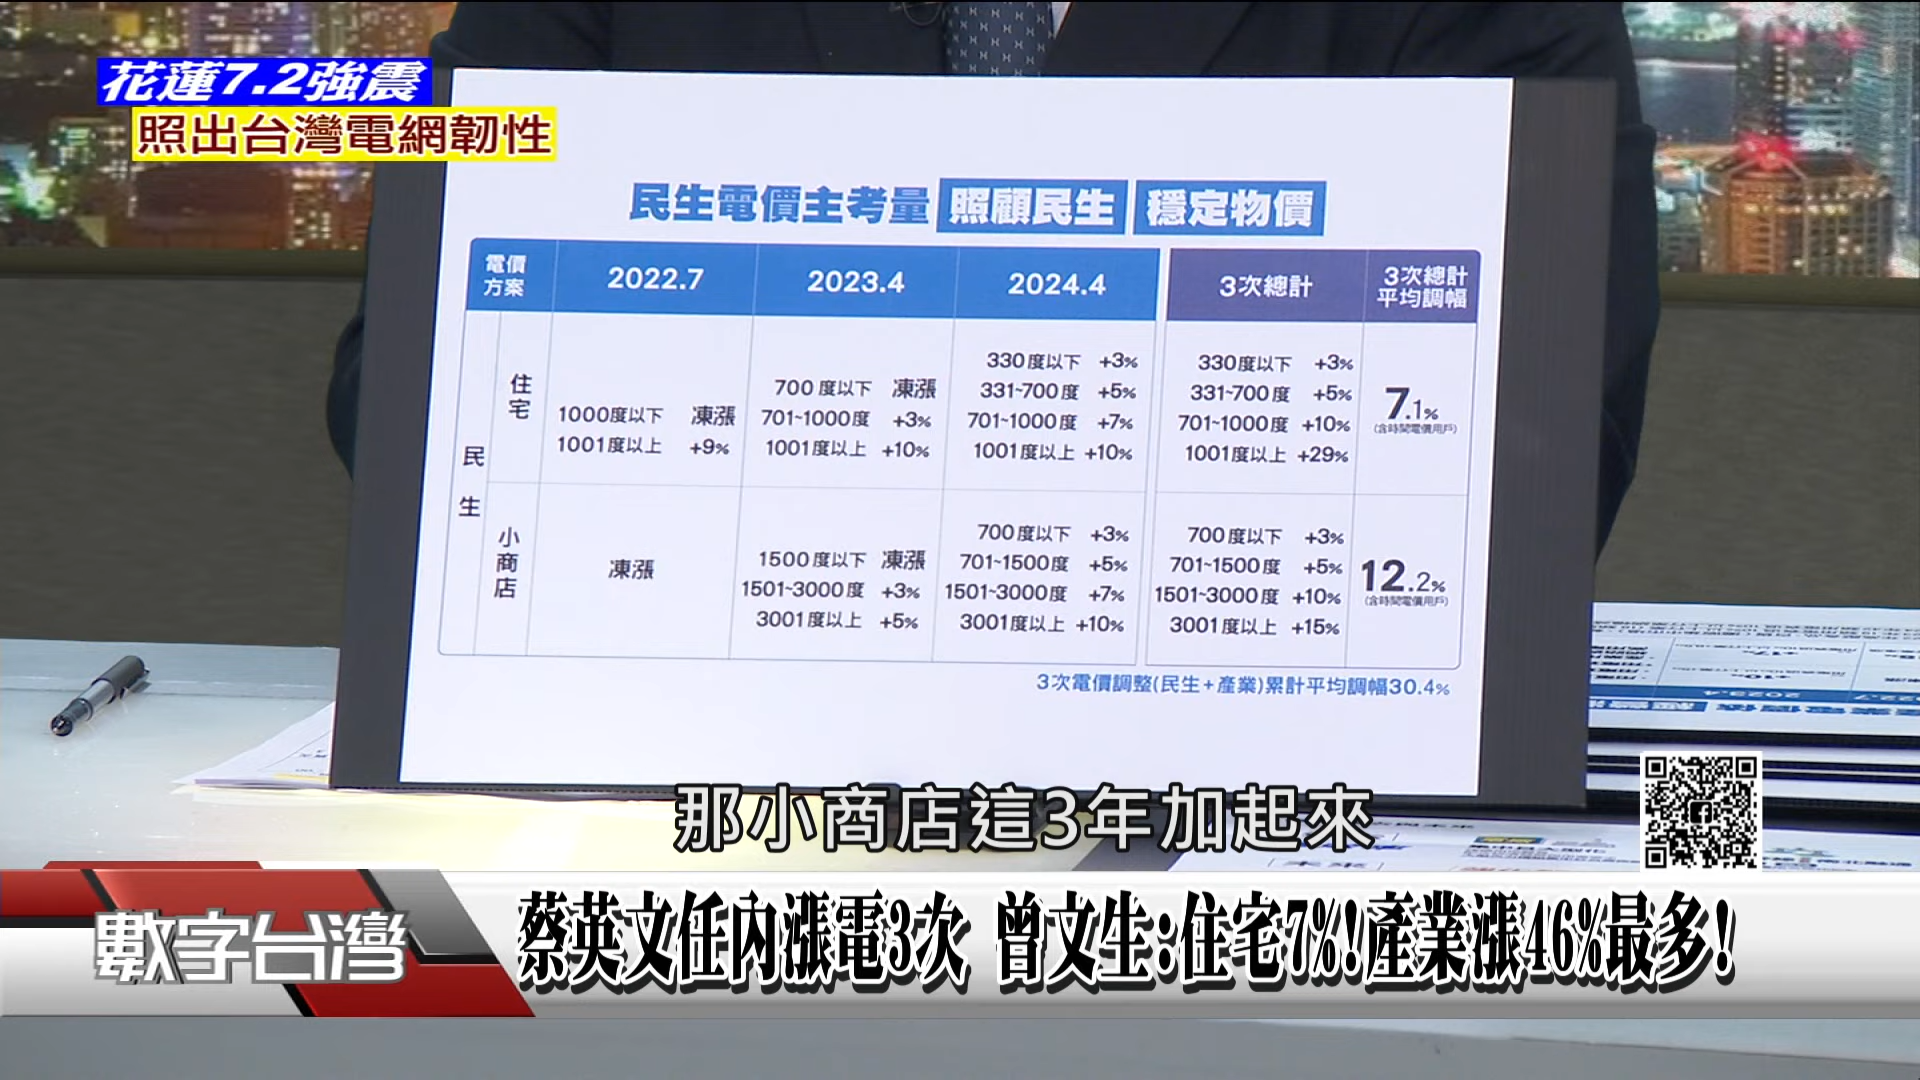 花蓮7.2強震
照出台灣電網韌性
民生電價主考量 照顧民生 穩定物價
電價方案 2022.7 2023.4 2024.4 3次總計 3次總計平均調幅
民生
住宅
1000度以下 凍漲
1001度以上 +9%
700度以下 凍漲
701~1000度 +3%
1001度以上 +10%
330度以下 +3%
331~700度 +5%
701~1000度 +7%
1001度以上 +10%
330度以下 +3%
331~700度 +5%
701~1000度 +10%
1001度以上 +29%
7.1%
(含時間電價用戶)
小商店
凍漲
1500度以下 凍漲
1501~3000度 +3%
3001度以上 +5%
700度以下 +3%
701~1500度 +5%
1501~3000度 +7%
3001度以上 +10%
700度以下 +3%
701~1500度 +5%
1501~3000度 +10%
3001度以上 +15%
12.2%
(含時間電價用戶)
3次電價調整(民生+產業)累計平均調幅30.4%
那小商店這3年加起來
數字台灣
蔡英文任內漲電3次 曾文生:住宅7%!產業漲46%最多!